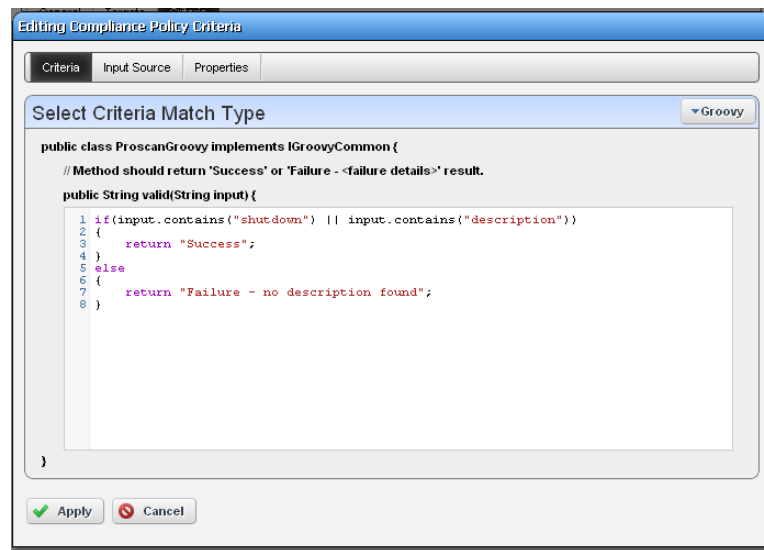 General Targets Criteria
Editing Compliance Policy Criteria
Criteria Input Source Properties
Select Criteria Match Type
Groovy
public class ProscanGroovy implements IGroovyCommon {
// Method should return 'Success' or 'Failure - <failure details>' result.
public String valid(String input) {
1 if(input.contains("shutdown") || input.contains("description"))
2 {
3 return "Success";
4 }
5 else
6 {
7 return "Failure - no description found";
8 }
}
Apply Cancel